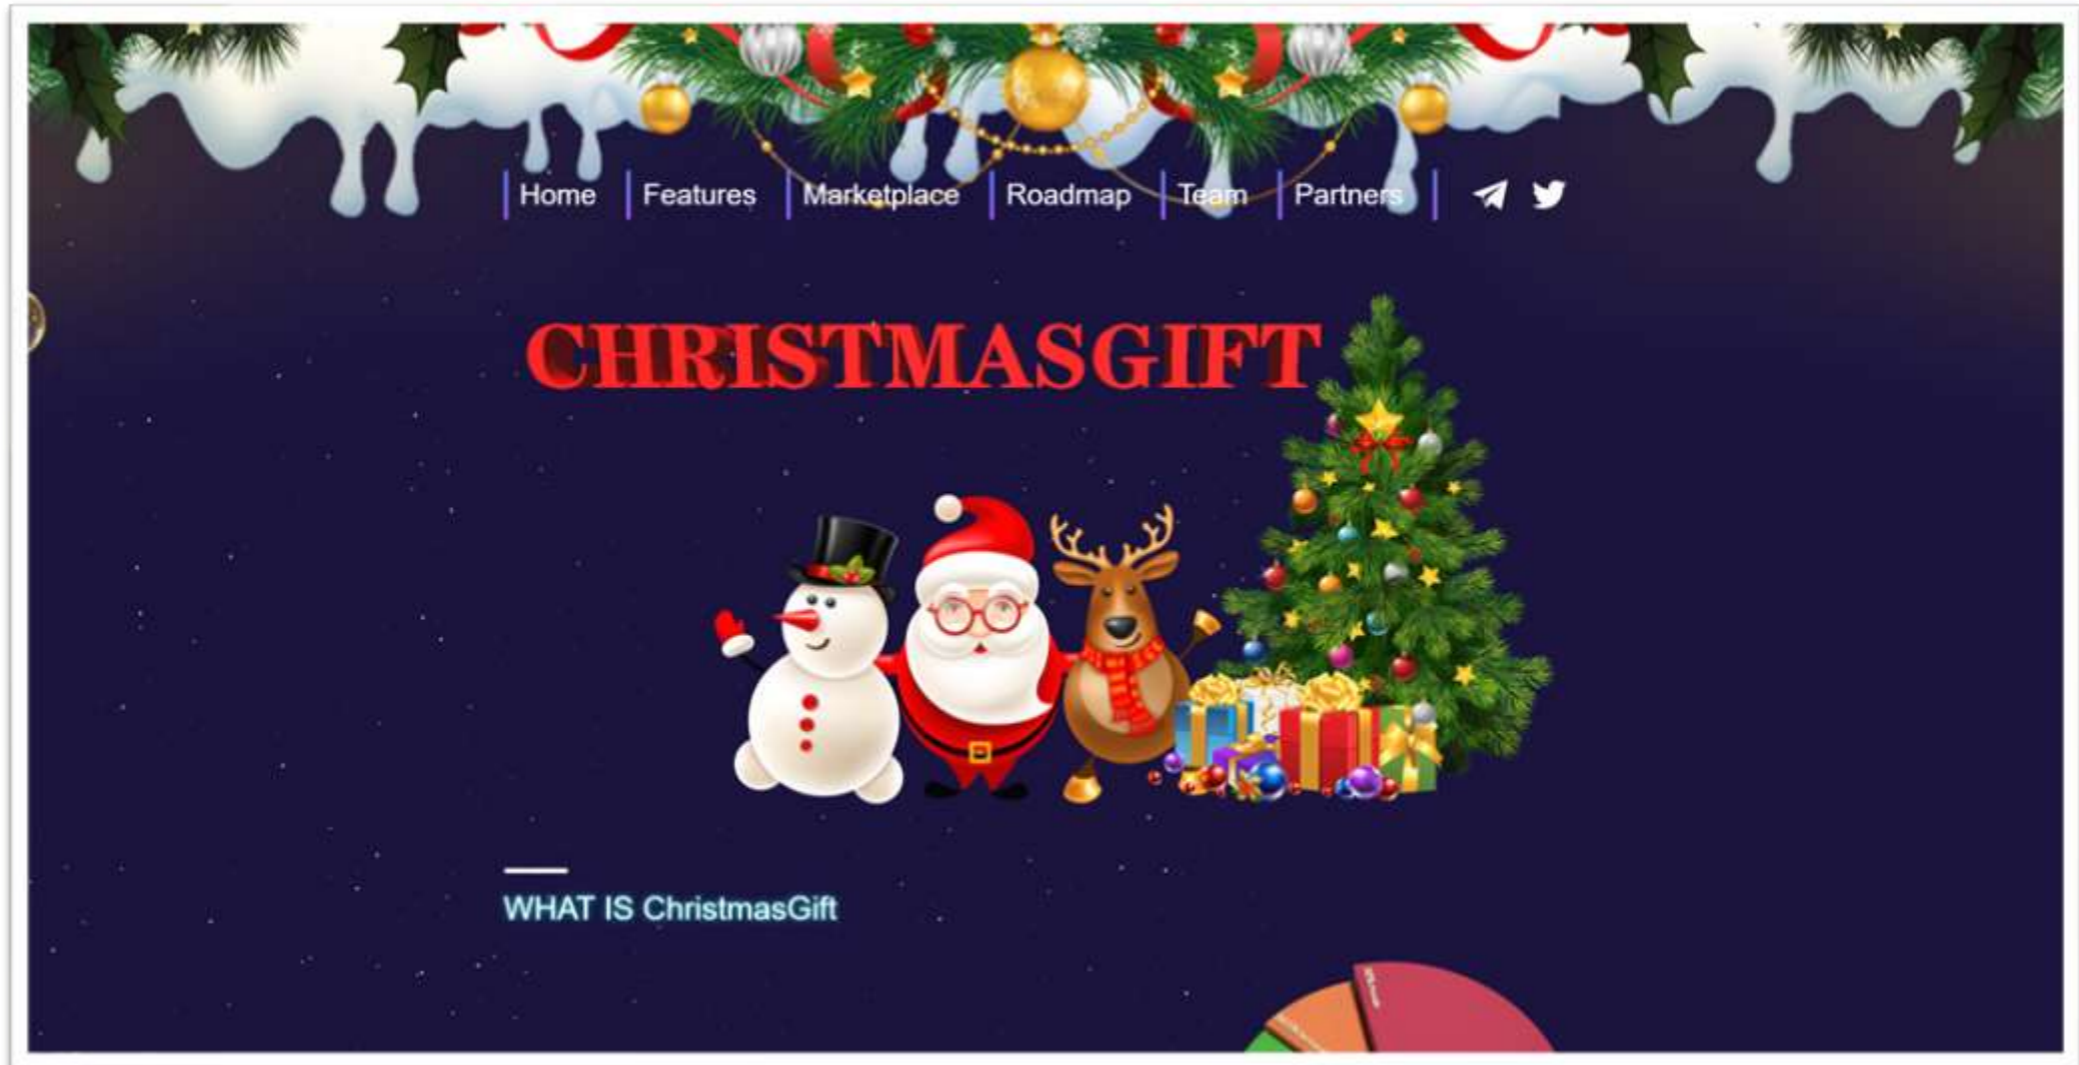 Home Features Marketplace Roadmap Team Partners
CHRISTMASGIFT
WHAT IS ChristmasGift